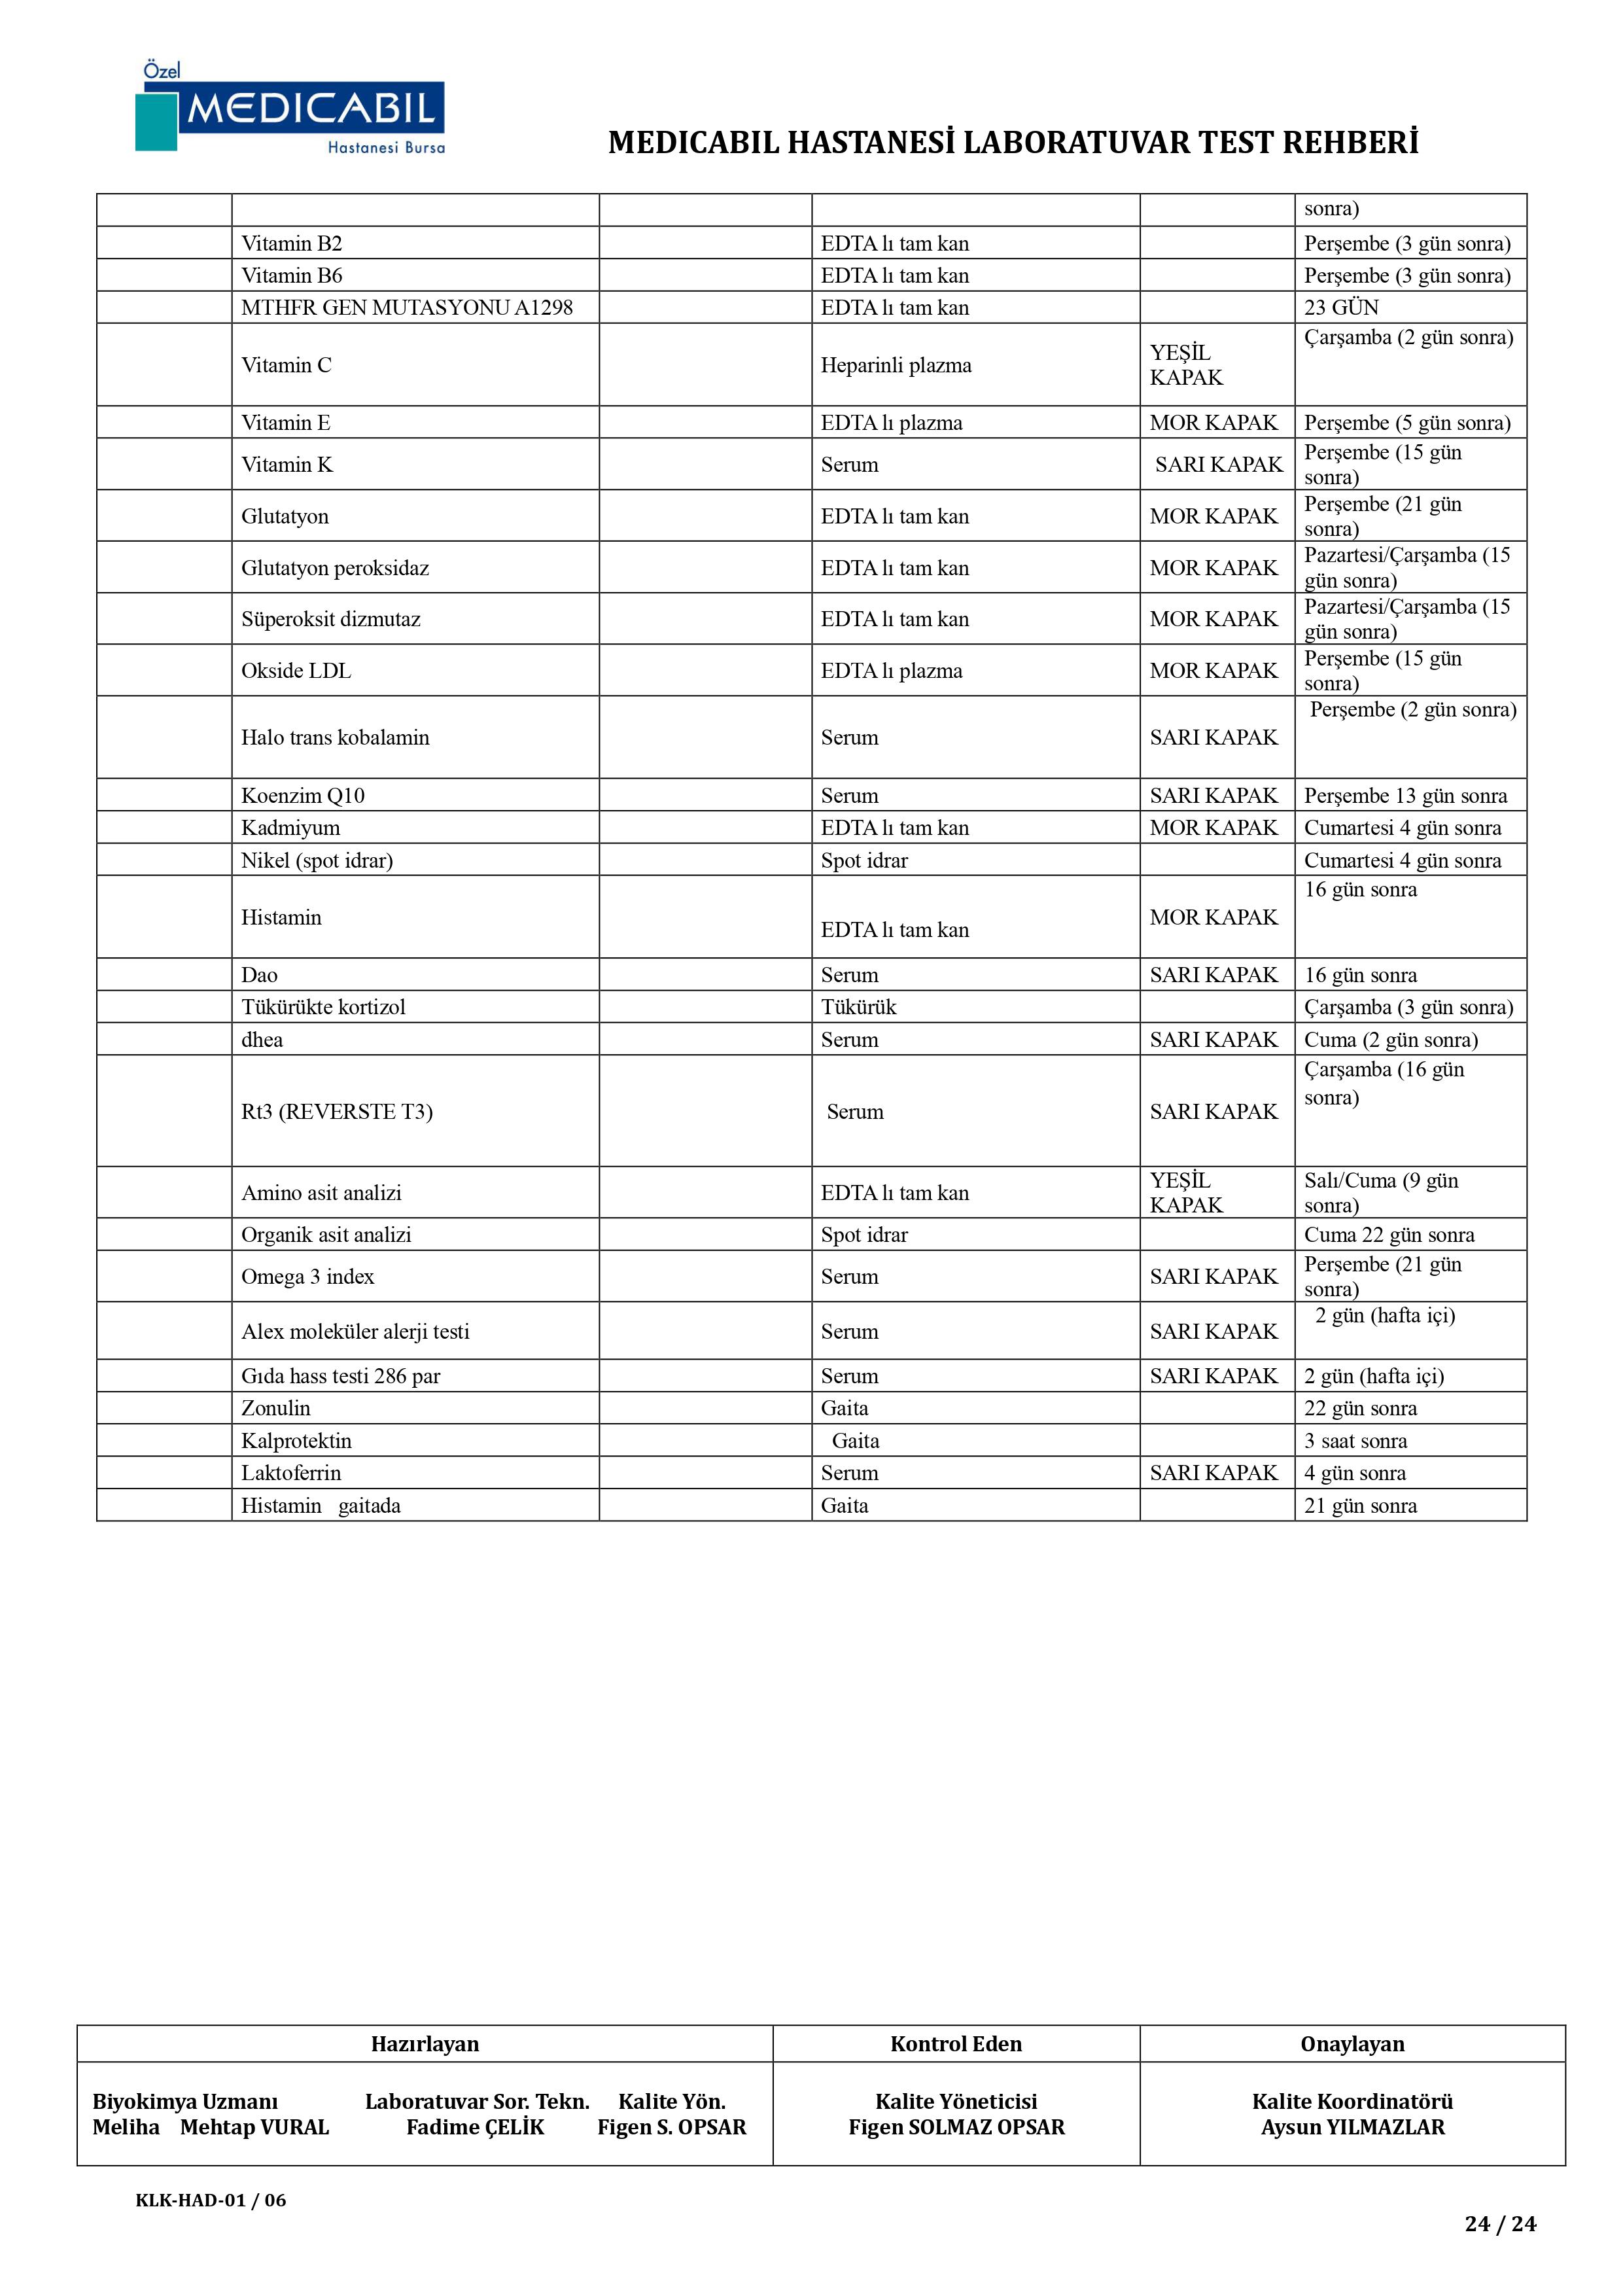 Özel
MEDICABIL
Hastanesi Bursa
MEDICABIL HASTANESİ LABORATUVAR TEST REHBERİ
sonra)
Vitamin B2 EDTA lı tam kan Perşembe (3 gün sonra)
Vitamin B6 EDTA lı tam kan Perşembe (3 gün sonra)
MTHFR GEN MUTASYONU A1298 EDTA lı tam kan 23 GÜN
Vitamin C Heparinli plazma YEŞİL KAPAK Çarşamba (2 gün sonra)
Vitamin E EDTA lı plazma MOR KAPAK Perşembe (5 gün sonra)
Vitamin K Serum SARI KAPAK Perşembe (15 gün sonra)
Glutatyon EDTA lı tam kan MOR KAPAK Perşembe (21 gün sonra)
Glutatyon peroksidaz EDTA lı tam kan MOR KAPAK Pazartesi/Çarşamba (15 gün sonra)
Süperoksit dizmutaz EDTA lı tam kan MOR KAPAK Pazartesi/Çarşamba (15 gün sonra)
Okside LDL EDTA lı plazma MOR KAPAK Perşembe (15 gün sonra)
Halo trans kobalamin Serum SARI KAPAK Perşembe (2 gün sonra)
Koenzim Q10 Serum SARI KAPAK Perşembe 13 gün sonra
Kadmiyum EDTA lı tam kan MOR KAPAK Cumartesi 4 gün sonra
Nikel (spot idrar) Spot idrar Cumartesi 4 gün sonra
Histamin EDTA lı tam kan MOR KAPAK 16 gün sonra
Dao Serum SARI KAPAK 16 gün sonra
Tükürükte kortizol Tükürük Çarşamba (3 gün sonra)
dhea Serum SARI KAPAK Cuma (2 gün sonra)
Rt3 (REVERSTE T3) Serum SARI KAPAK Çarşamba (16 gün sonra)
Amino asit analizi EDTA lı tam kan YEŞİL KAPAK Salı/Cuma (9 gün sonra)
Organik asit analizi Spot idrar Cuma 22 gün sonra
Omega 3 index Serum SARI KAPAK Perşembe (21 gün sonra)
Alex moleküler alerji testi Serum SARI KAPAK 2 gün (hafta içi)
Gıda hass testi 286 par Serum SARI KAPAK 2 gün (hafta içi)
Zonulin Gaita 22 gün sonra
Kalprotektin Gaita 3 saat sonra
Laktoferrin Serum SARI KAPAK 4 gün sonra
Histamin gaitada Gaita 21 gün sonra
Hazırlayan Kontrol Eden Onaylayan
Biyokimya Uzmanı Laboratuvar Sor. Tekn. Kalite Yön. Kalite Yöneticisi Kalite Koordinatörü
Meliha Mehtap VURAL Fadime ÇELİK Figen S. OPSAR Figen SOLMAZ OPSAR Aysun YILMAZLAR
KLK-HAD-01 / 06
24 / 24